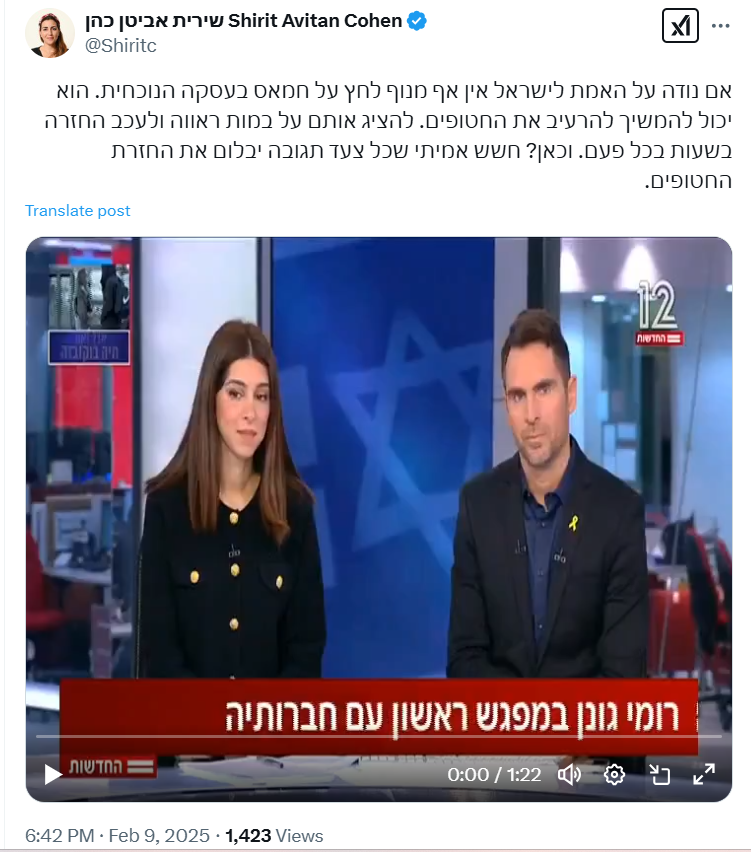 שירית אביטן כהן Shirit Avitan Cohen
@Shiritc
אם נודה על האמת לישראל אין אף מנוף לחץ על חמאס בעסקה הנוכחית. הוא
יכול להמשיך להרעיב את החטופים. להציג אותם על במות ראווה ולעכב החזרה
בשעות בכל פעם. וכאן? חשש אמיתי שכל צעד תגובה יבלום את החזרת
החטופים.
Translate post
12
החדשות
רומי גונן במפגש ראשון עם חברותיה
החדשות
0:00 / 1:22
6:42 PM · Feb 9, 2025 · 1,423 Views